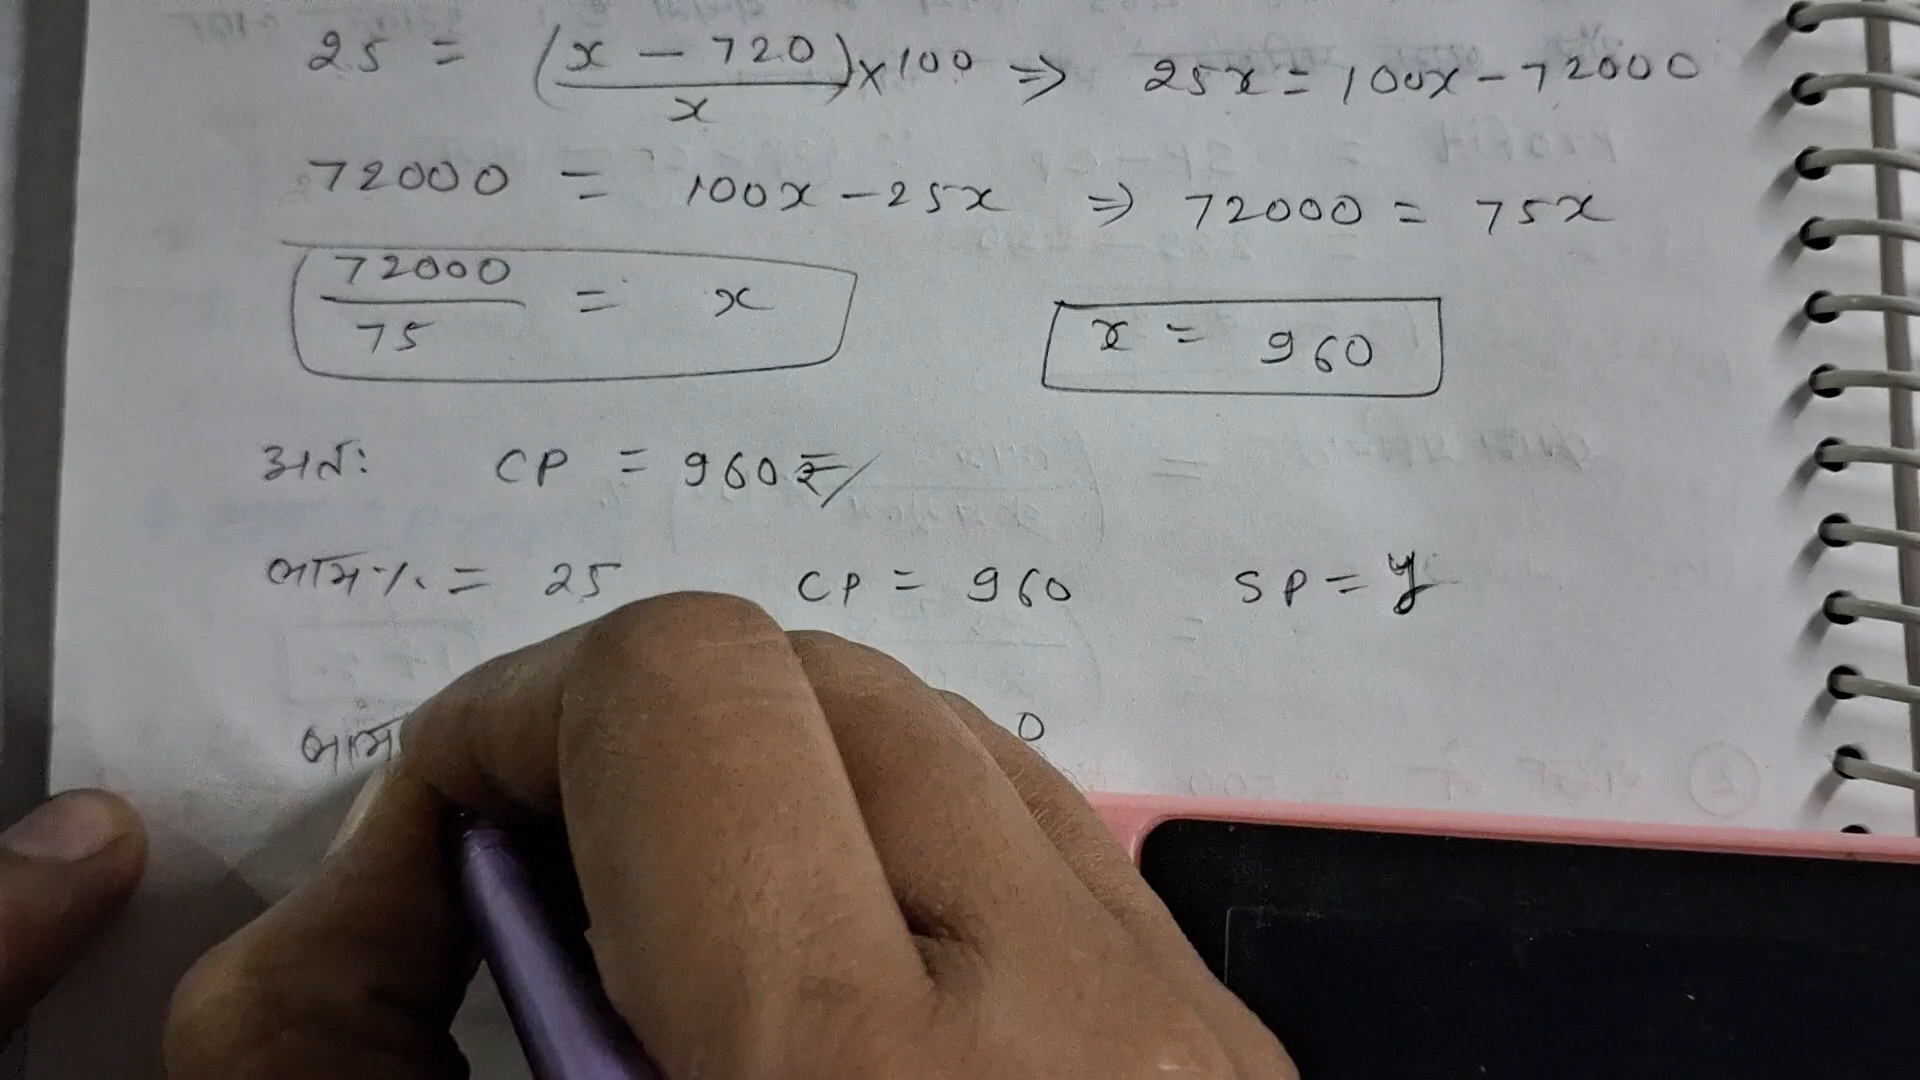 25 = (x - 720 / x) × 100 ⇒ 25x = 100x - 72000
72000 = 100x - 25x ⇒ 72000 = 75x
72000 / 75 = x
x = 960
अतः CP = 960₹/
लाभ% = 25 CP = 960 SP = y
लाभ 0